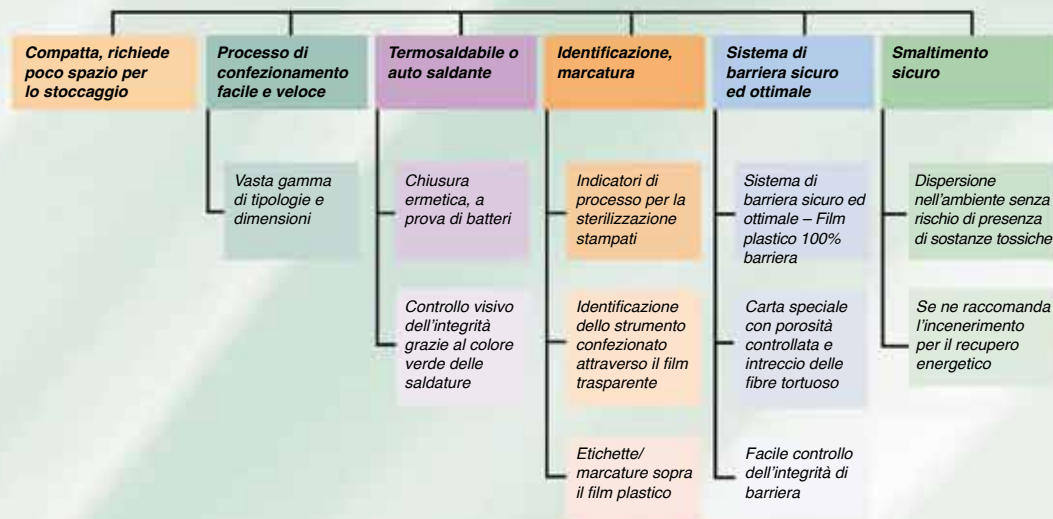 Compatta, richiede
poco spazio per
lo stoccaggio
Processo di
confezionamento
facile e veloce
Vasta gamma
di tipologie e
dimensioni
Termosaldabile o
auto saldante
Chiusura
ermetica, a
prova di batteri
Controllo visivo
dell'integrità
grazie al colore
verde delle
saldature
Identificazione,
marcatura
Indicatori di
processo per la
sterilizzazione
stampati
Identificazione
dello strumento
confezionato
attraverso il film
trasparente
Etichette/
marcature sopra
il film plastico
Sistema di
barriera sicuro
ed ottimale
Sistema di
barriera sicuro ed
ottimale – Film
plastico 100%
barriera
Carta speciale
con porosità
controllata e
intreccio delle
fibre tortuoso
Facile controllo
dell'integrità di
barriera
Smaltimento
sicuro
Dispersione
nell'ambiente senza
rischio di presenza
di sostanze tossiche
Se ne raccomanda
l'incenerimento
per il recupero
energetico